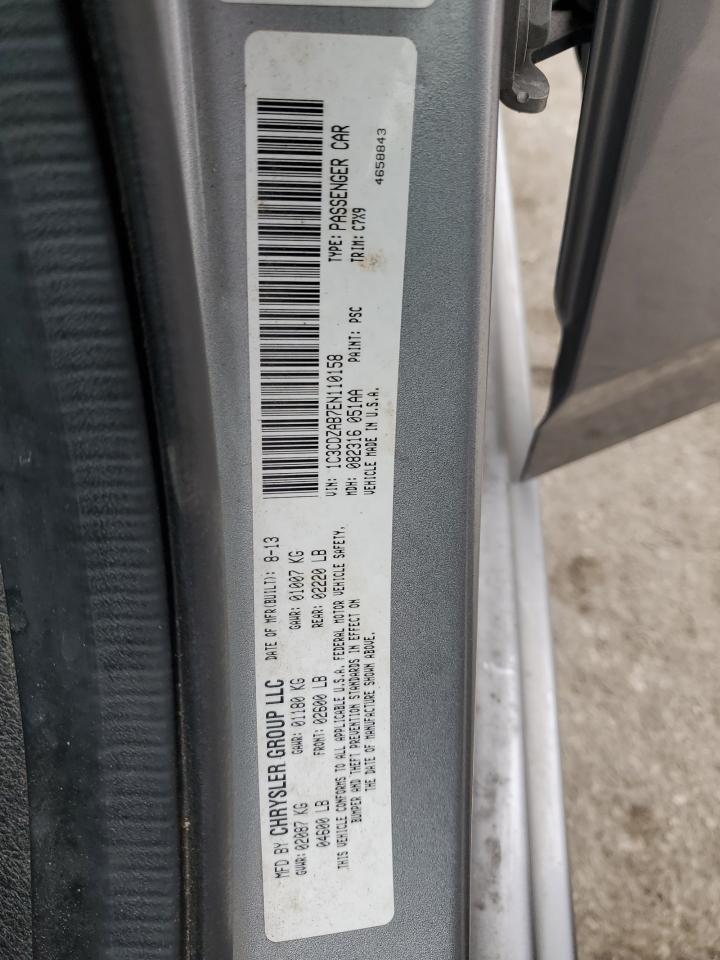 MFD BY CHRYSLER GROUP LLC DATE OF MFR(BUILT): 8-13
GVWR: 02087 KG GAWR: 01180 KG GAWR: 01007 KG
04600 LB FRONT: 02600 LB REAR: 02220 LB
THIS VEHICLE CONFORMS TO ALL APPLICABLE U.S.A. FEDERAL MOTOR VEHICLE SAFETY,
BUMPER AND THEFT PREVENTION STANDARDS IN EFFECT ON
THE DATE OF MANUFACTURE SHOWN ABOVE.
VIN: 1C3CDZAB7EN110158 TYPE: PASSENGER CAR
MDH: 082316 051AA PAINT: PSC TRIM: C7X9
VEHICLE MADE IN U.S.A. 4658843